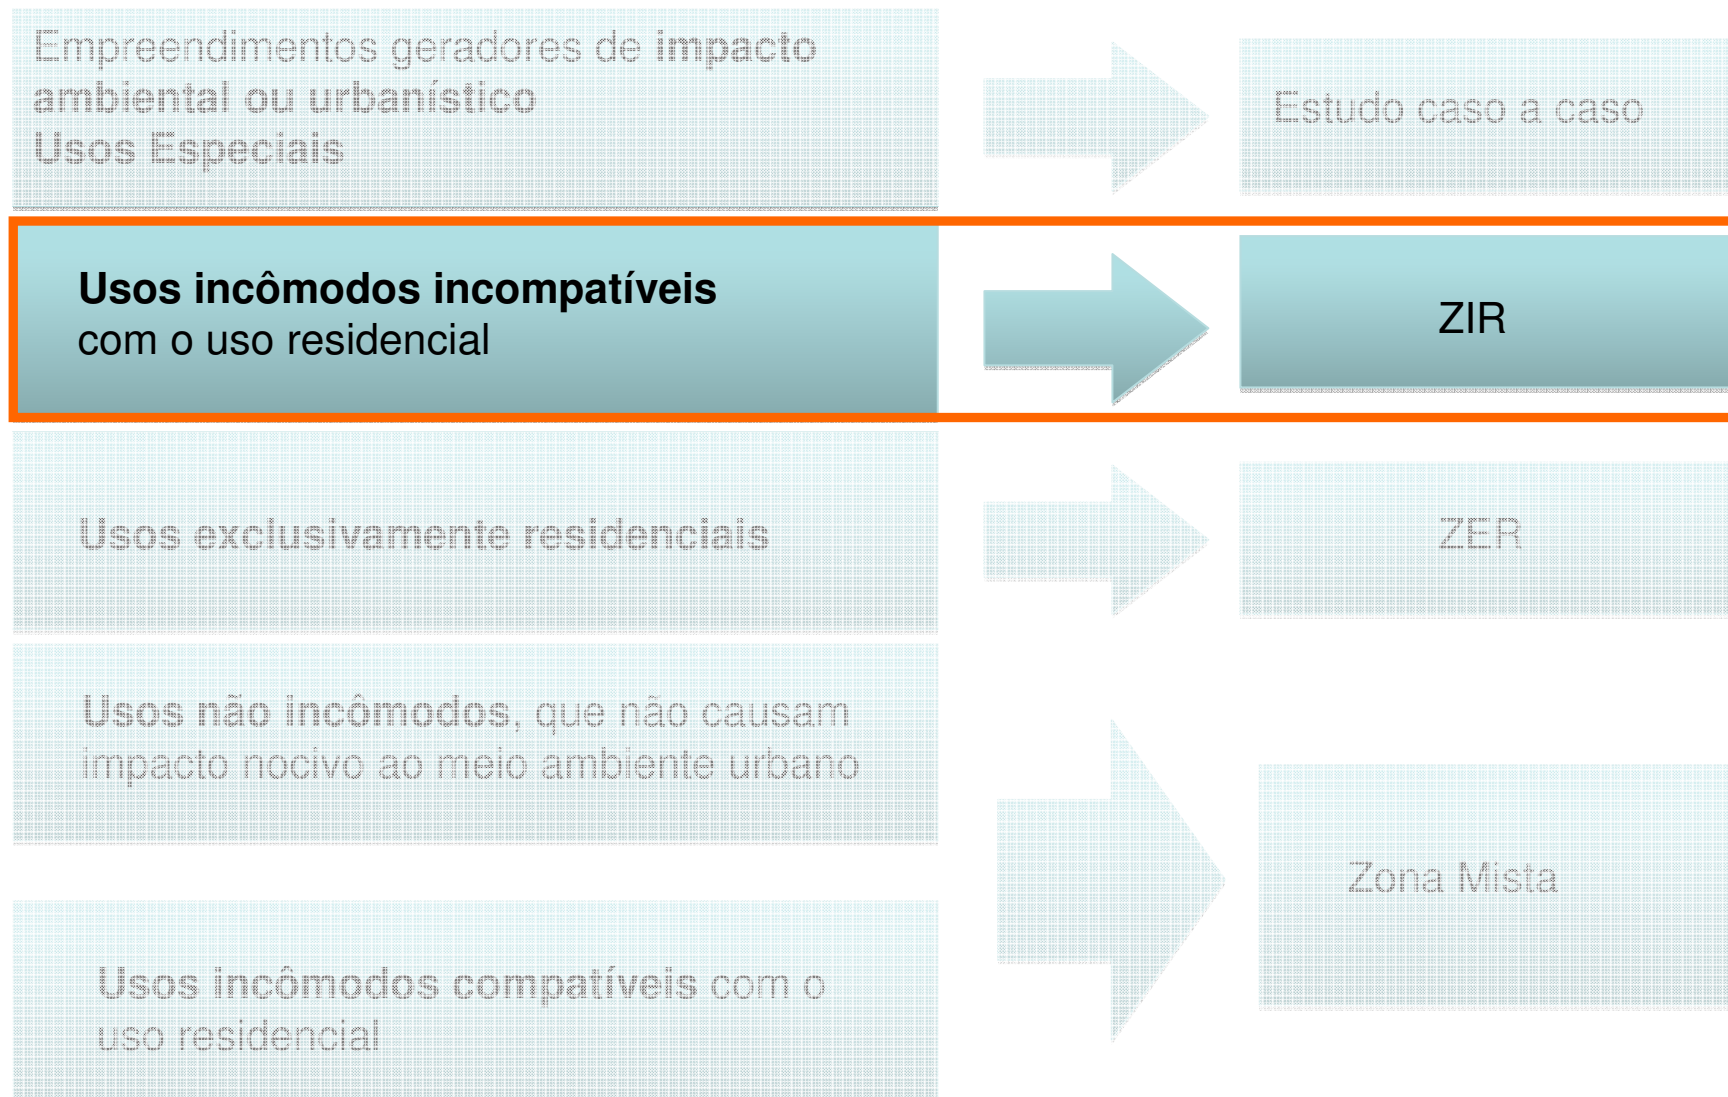 Empreendimentos geradores de impacto
ambiental ou urbanístico
Usos Especiais
Estudo caso a caso
Usos incômodos incompatíveis
com o uso residencial
ZIR
Usos exclusivamente residenciais
ZER
Usos não incômodos, que não causam
impacto nocivo ao meio ambiente urbano
Zona Mista
Usos incômodos compatíveis com o
uso residencial